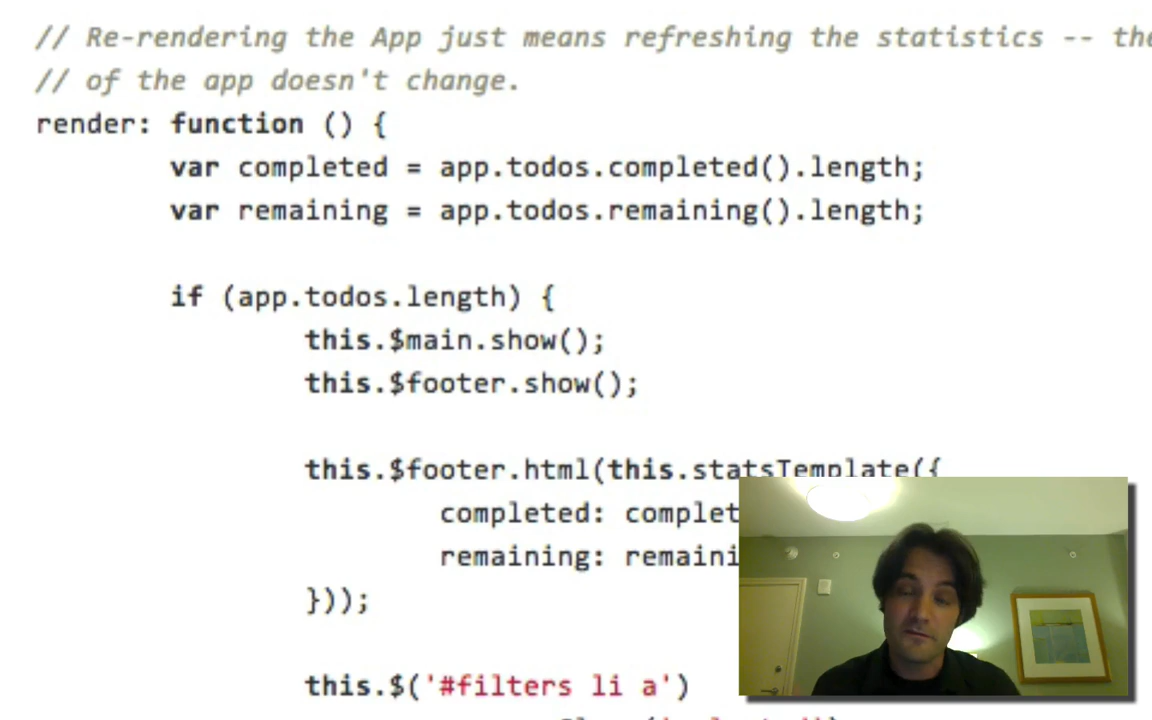 // Re-rendering the App just means refreshing the statistics -- the
// of the app doesn't change.
render: function () {
var completed = app.todos.completed().length;
var remaining = app.todos.remaining().length;
if (app.todos.length) {
this.$main.show();
this.$footer.show();
this.$footer.html(this.statsTemplate({
completed: complet
remaining: remaini
}));
this.$('#filters li a')